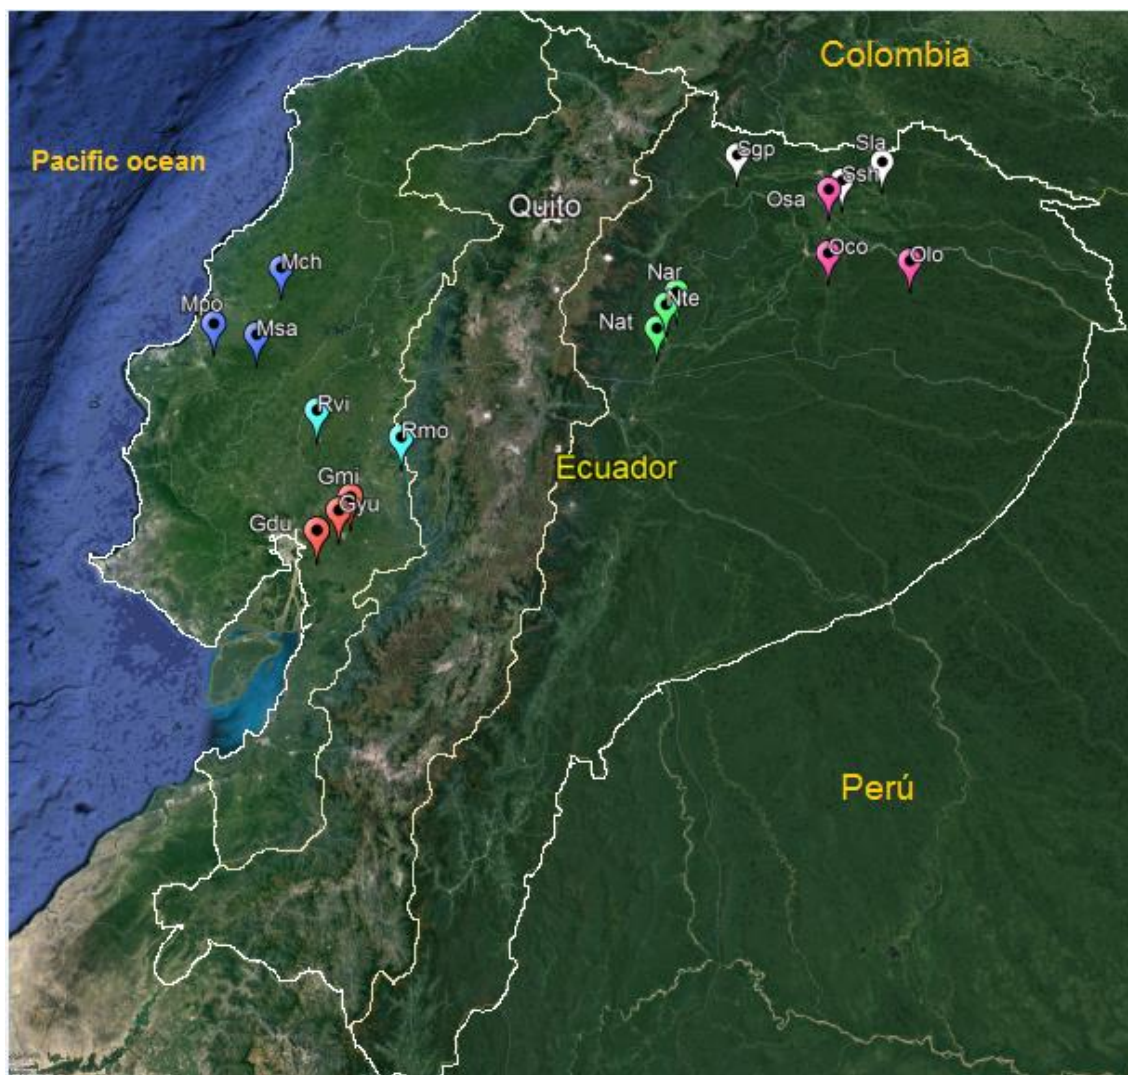 Colombia
Pacific ocean
Sgp
Sla
Ssh
Osa
Quito
Oco
Olo
Mch
Nar
Nte
Mpo
Msa
Nat
Rvi
Rmo
Ecuador
Gmi
Gyu
Gdu
Perú